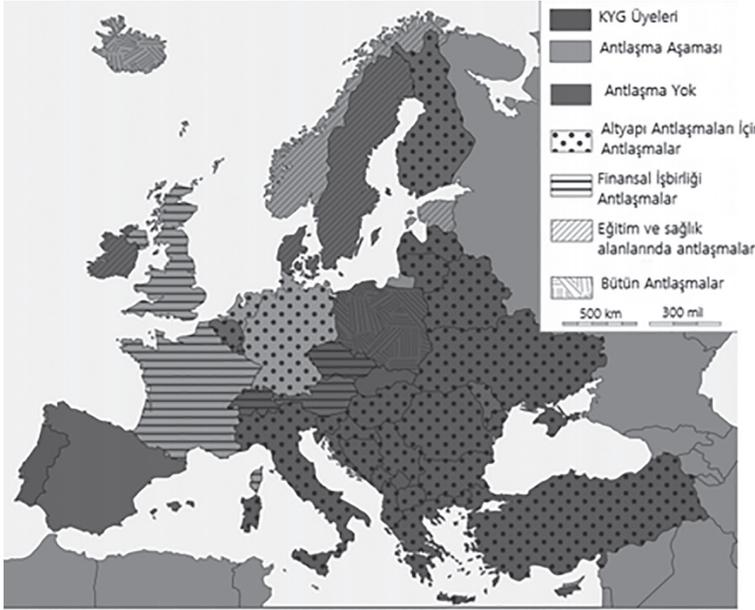 KYG Üyeleri
Antlaşma Aşaması
Antlaşma Yok
Altyapı Antlaşmaları İçi
Antlaşmalar
Finansal İşbirliği
Antlaşmalar
Eğitim ve sağlık
alanlarında antlaşmalar
Bütün Antlaşmalar
500 km 300 mil